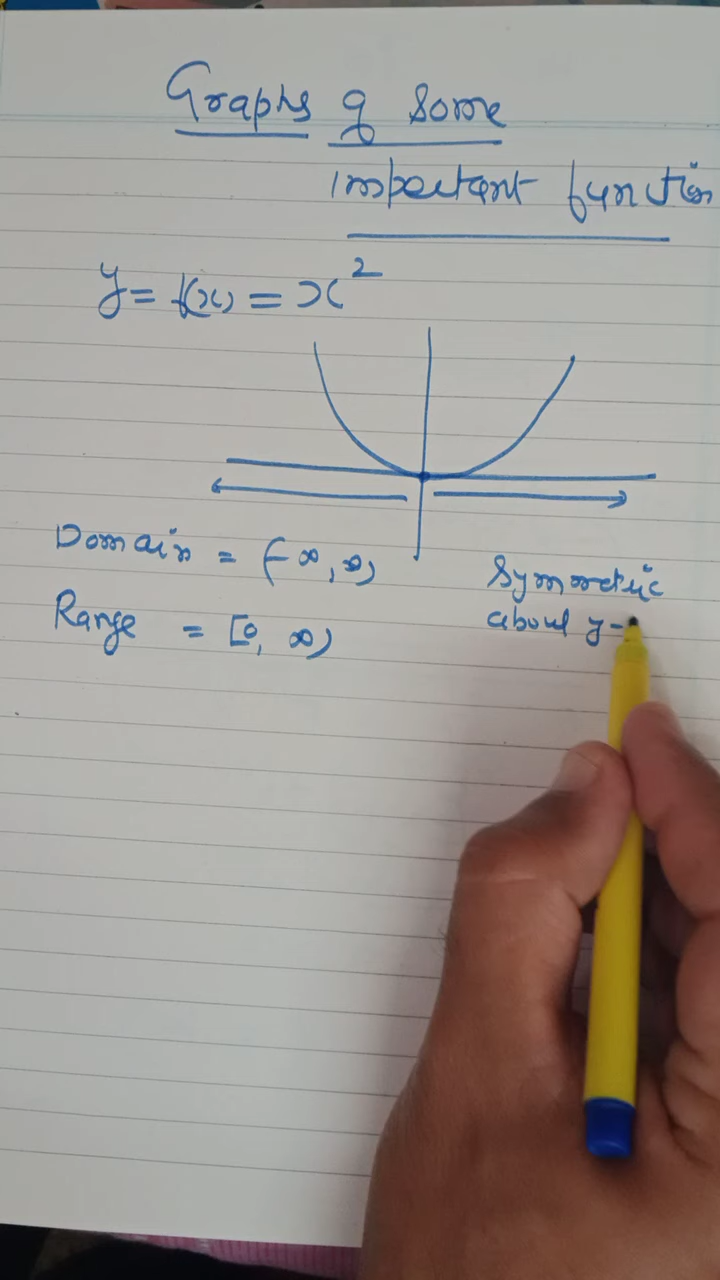 Graphs of Some
important function
y = f(x) = x²
Domain = (-∞, ∞)
Range = [0, ∞)
Symmetric
about y-